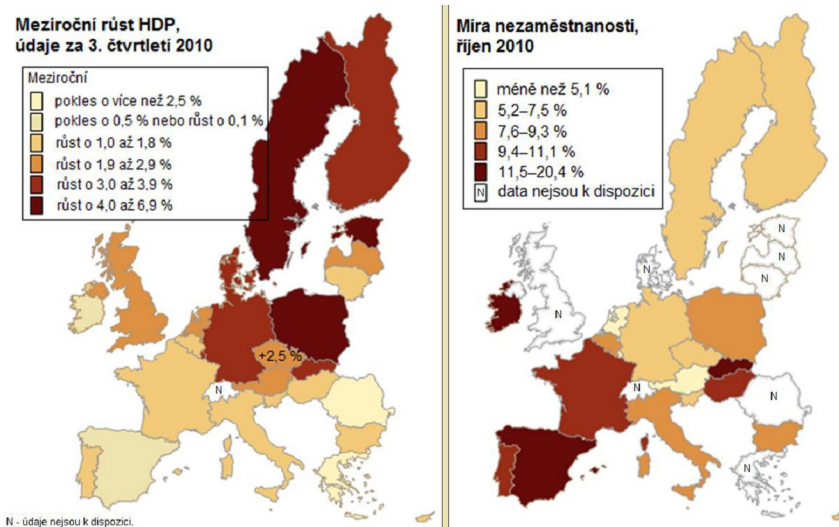 Meziroční růst HDP,
údaje za 3. čtvrtletí 2010
Meziroční
pokles o více než 2,5 %
pokles o 0,5 % nebo růst o 0,1 %
růst o 1,0 až 1,8 %
růst o 1,9 až 2,9 %
růst o 3,0 až 3,9 %
růst o 4,0 až 6,9 %
+2,5 %
N
N - údaje nejsou k dispozici.
Míra nezaměstnanosti,
říjen 2010
méně než 5,1 %
5,2–7,5 %
7,6–9,3 %
9,4–11,1 %
11,5–20,4 %
N data nejsou k dispozici
N
N
N
N
N
N
N
N